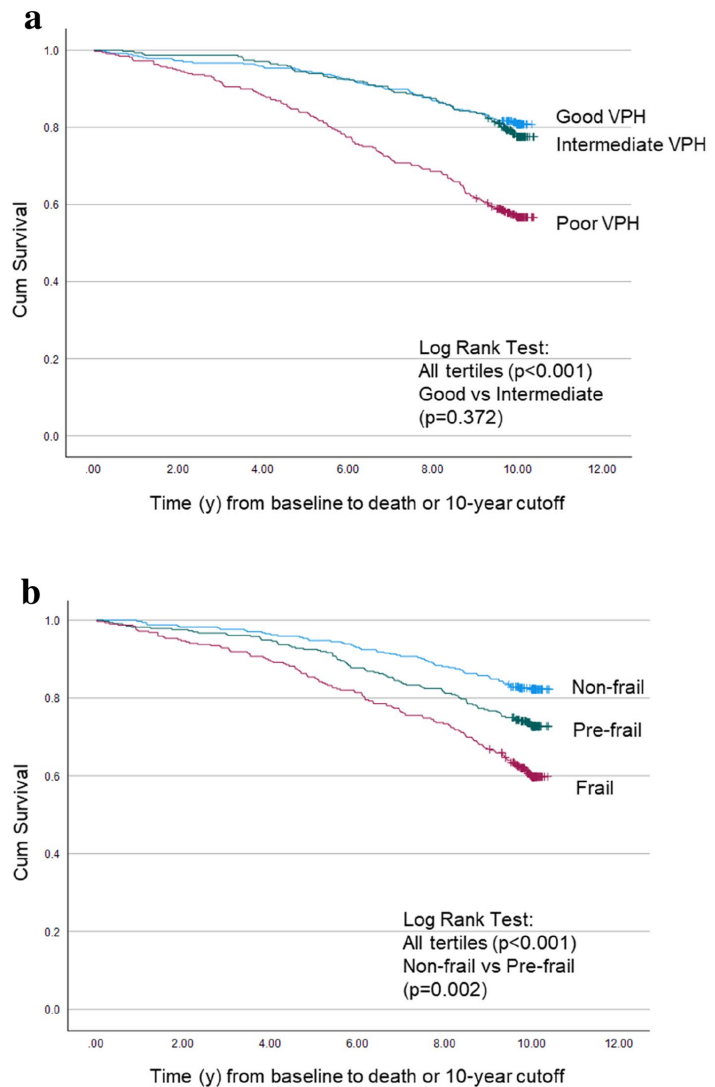 a
1.0
0.8
0.6
0.4
0.2
0.0
Cum Survival
Good VPH
Intermediate VPH
Poor VPH
Log Rank Test:
All tertiles (p<0.001)
Good vs Intermediate
(p=0.372)
.00 2.00 4.00 6.00 8.00 10.00 12.00
Time (y) from baseline to death or 10-year cutoff
b
1.0
0.8
0.6
0.4
0.2
0.0
Cum Survival
Non-frail
Pre-frail
Frail
Log Rank Test:
All tertiles (p<0.001)
Non-frail vs Pre-frail
(p=0.002)
.00 2.00 4.00 6.00 8.00 10.00 12.00
Time (y) from baseline to death or 10-year cutoff